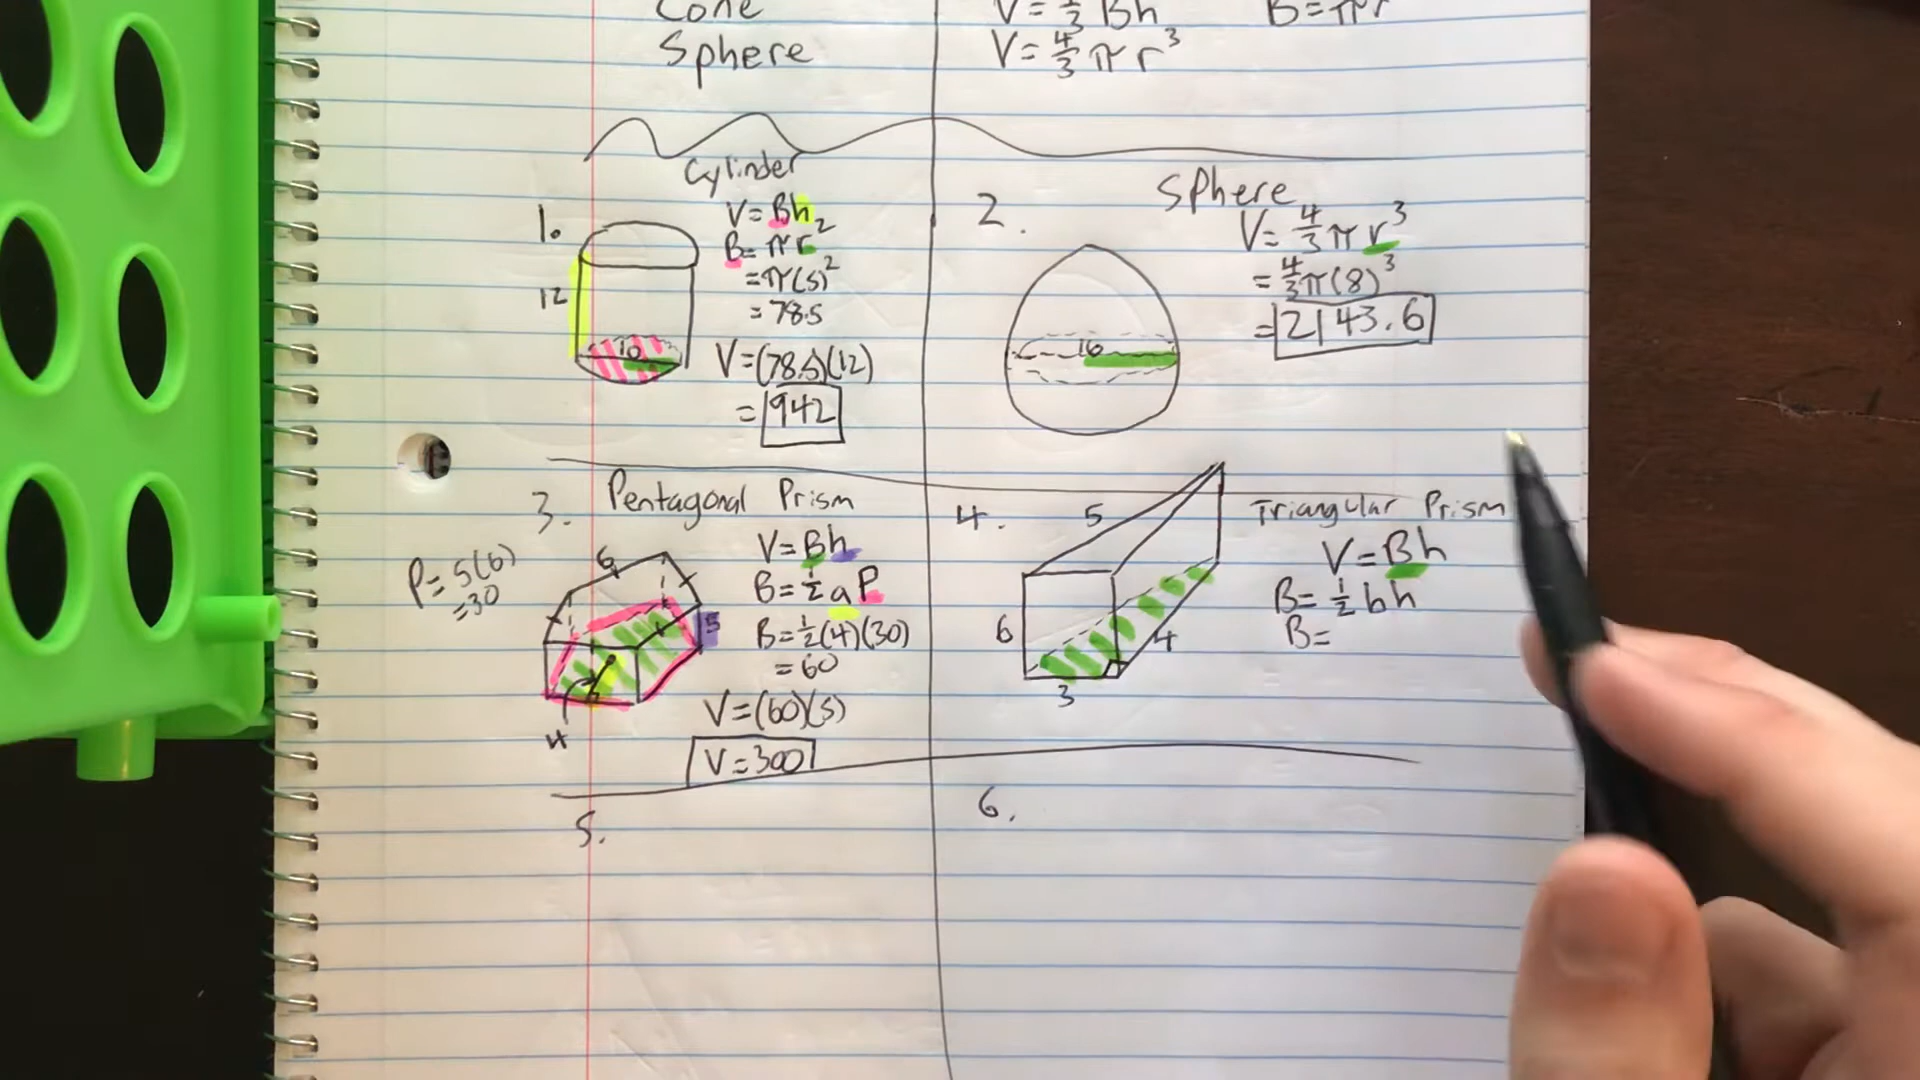 Cone V = 1/3 Bh B = πr
Sphere V = 4/3 πr³
Cylinder
1.
V = Bh
B = πr²
= π(5)²
= 78.5
12
10
V = (78.5)(12)
= 942
2.
Sphere
V = 4/3 πr³
= 4/3 π(8)³
= 2143.6
16
3. Pentagonal Prism
P = 5(6)
= 30
6
V = Bh
B = 1/2 aP
B = 1/2 (4)(30)
= 60
5
4
V = (60)(5)
V = 300
4.
Triangular Prism
5
V = Bh
B = 1/2 bh
B =
6
4
3
5.
6.